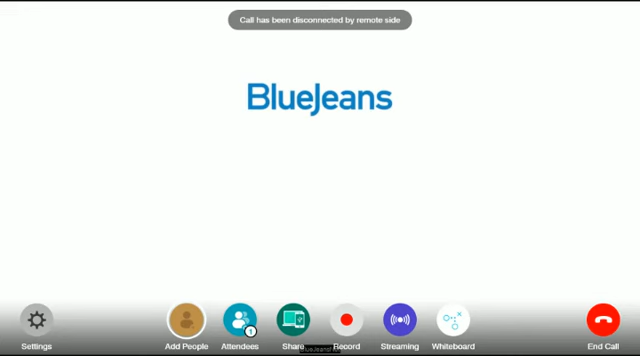 Call has been disconnected by remote side
BlueJeans
1
Settings
Add People
Attendees
Share
Record
Streaming
Whiteboard
End Call